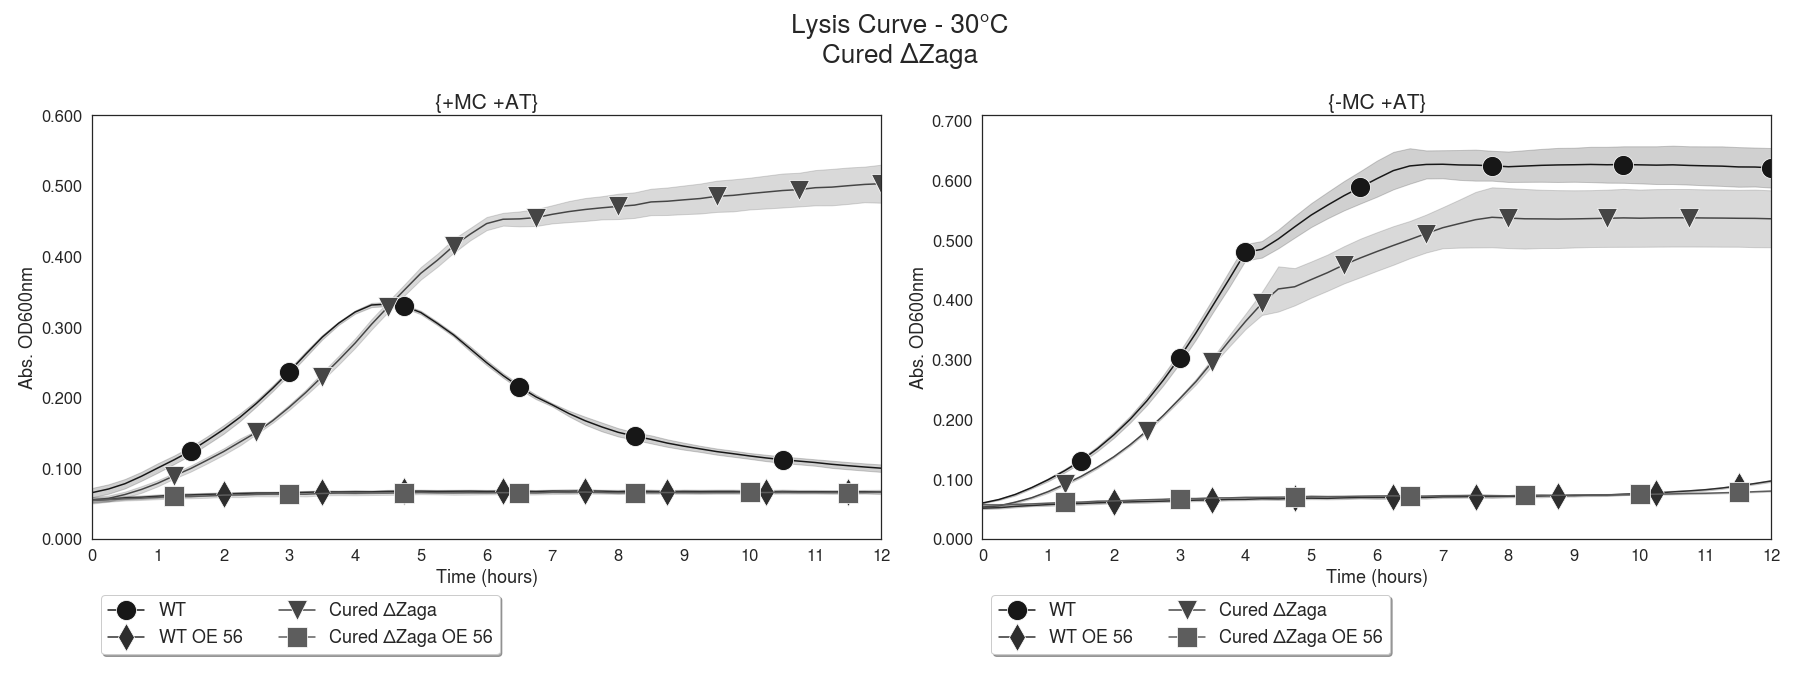 Lysis Curve - 30°C
Cured ΔZaga
{+MC +AT}
0.600
0.500
0.400
0.300
0.200
0.100
0.000
Abs. OD600nm
0 1 2 3 4 5 6 7 8 9 10 11 12
Time (hours)
WT
WT OE 56
Cured ΔZaga
Cured ΔZaga OE 56
{-MC +AT}
0.700
0.600
0.500
0.400
0.300
0.200
0.100
0.000
Abs. OD600nm
0 1 2 3 4 5 6 7 8 9 10 11 12
Time (hours)
WT
WT OE 56
Cured ΔZaga
Cured ΔZaga OE 56